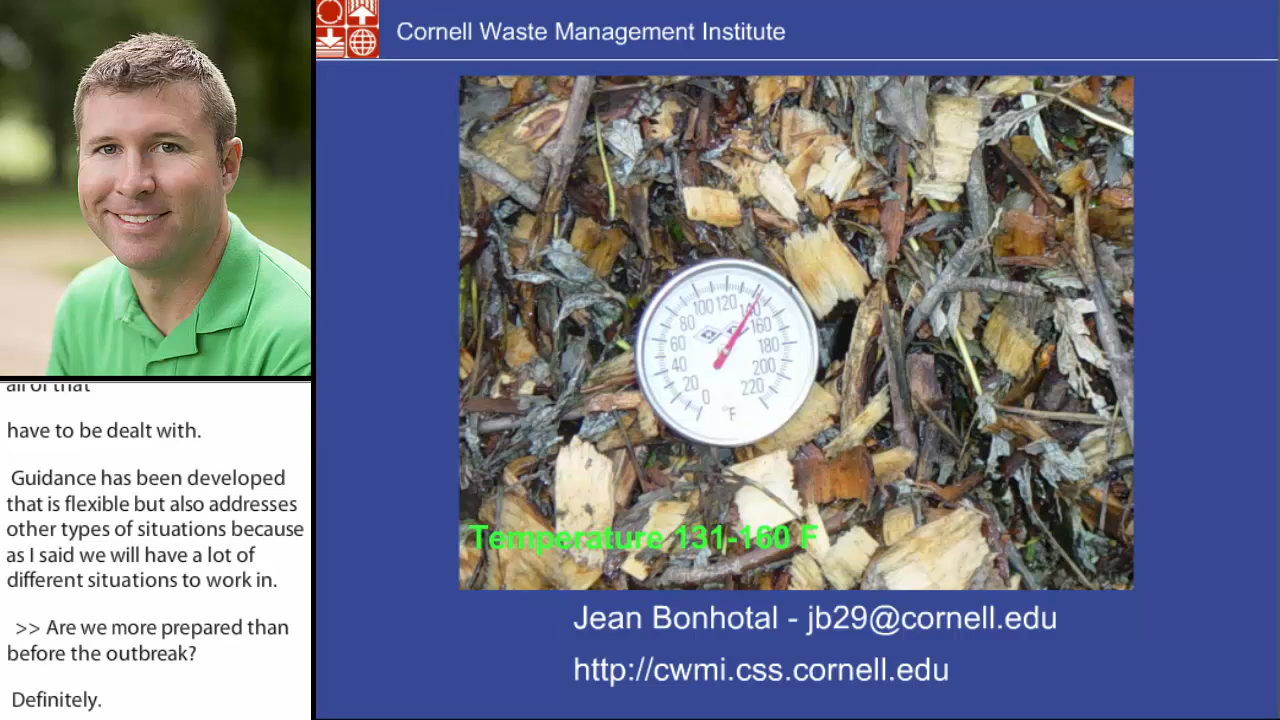 Cornell Waste Management Institute
all of that
have to be dealt with.
Guidance has been developed
that is flexible but also addresses
other types of situations because
as I said we will have a lot of
different situations to work in.
>> Are we more prepared than
before the outbreak?
Definitely.
0
20
40
60
80
100
120
140
160
180
200
220
°F
Temperature 131-160 F
Jean Bonhotal - jb29@cornell.edu
http://cwmi.css.cornell.edu